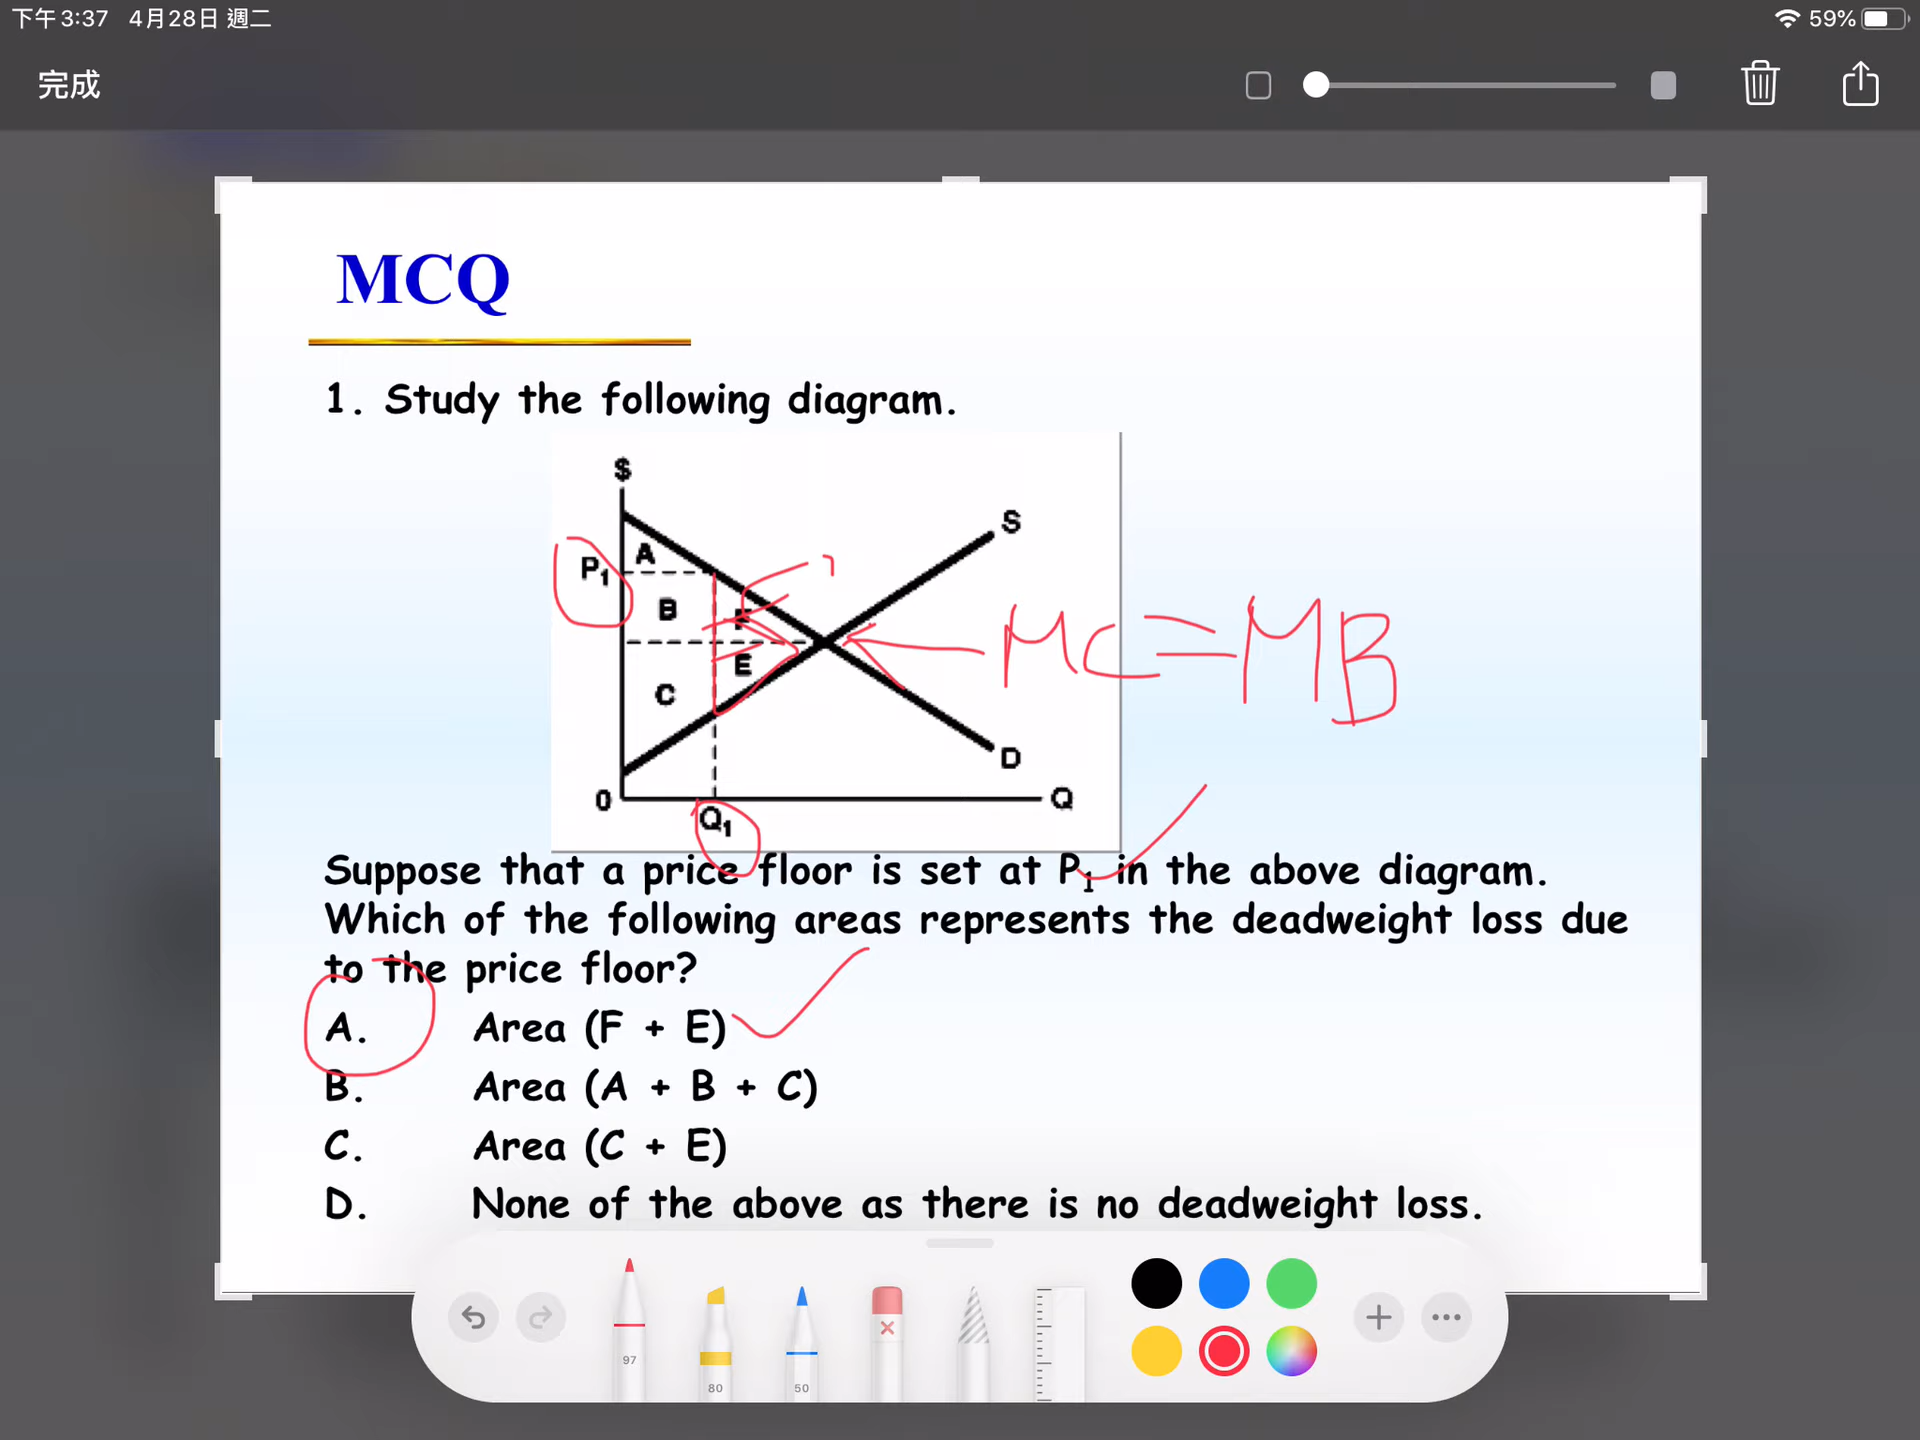 下午3:37 4月28日 週二 59%
完成
MCQ
1. Study the following diagram.
$
S
A
P₁
B
F
MC=MB
E
C
D
0
Q
Q₁
Suppose that a price floor is set at P₁ in the above diagram.
Which of the following areas represents the deadweight loss due
to the price floor?
A. Area (F + E)
B. Area (A + B + C)
C. Area (C + E)
D. None of the above as there is no deadweight loss.
97
80
50